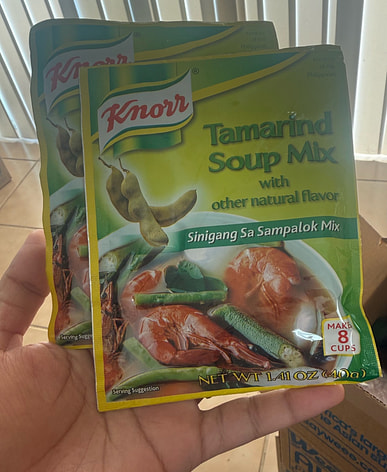 Knorr
Knorr®
Tamarind
Soup Mix
with
other natural flavor
Sinigang Sa Sampalok Mix
MAKES
8
CUPS
NET WT 1.41 OZ (40g)
Serving Suggestion